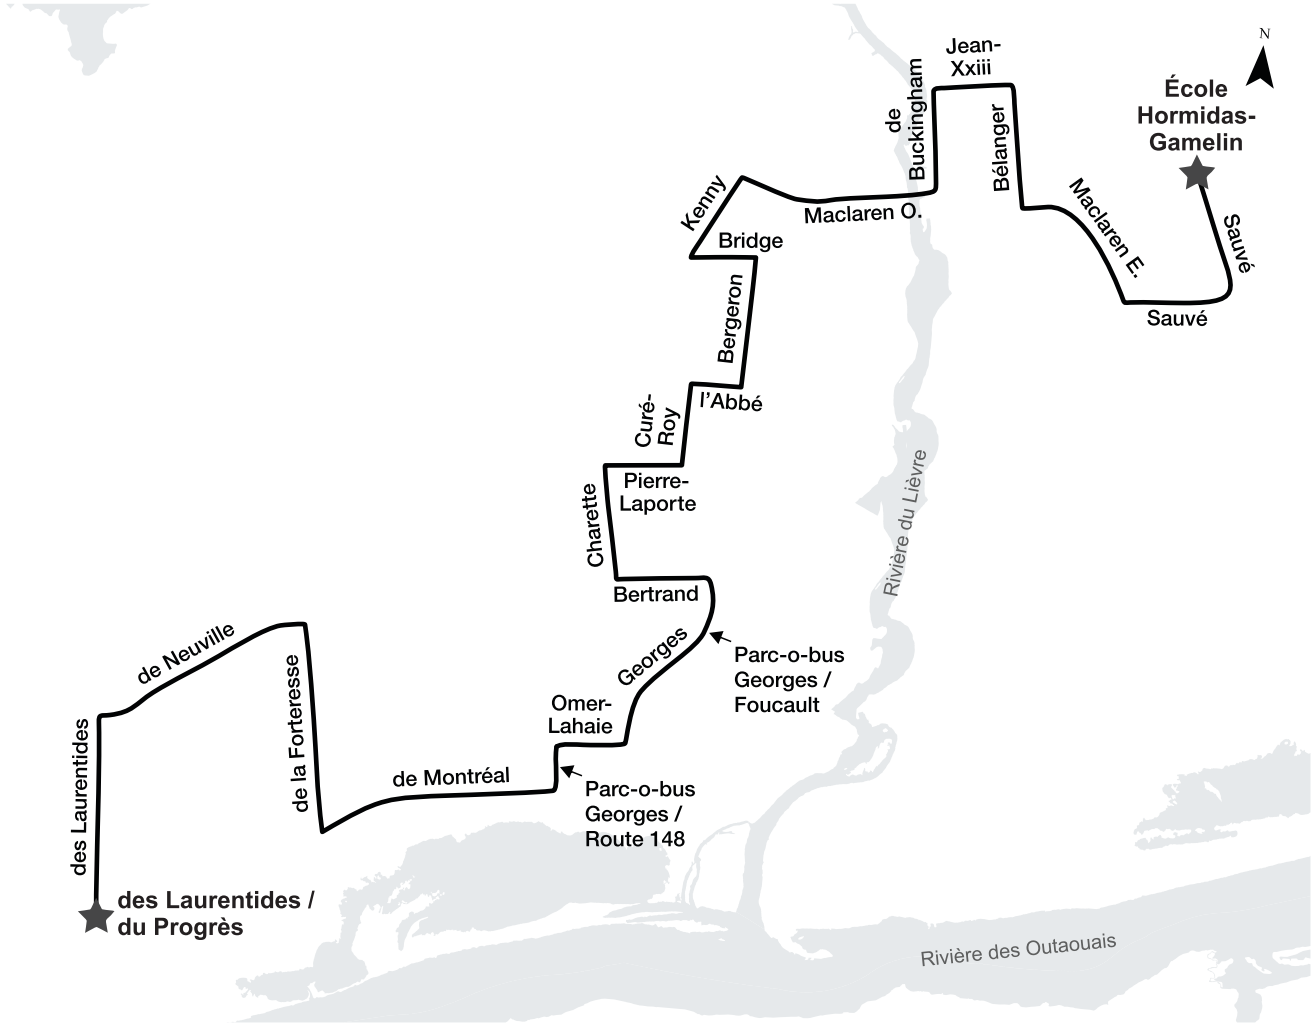 N
Jean-
Xxiii
École
Hormidas-
Gamelin
de
Buckingham
Bélanger
Kenny
Maclaren E.
Maclaren O.
Sauvé
Bridge
Sauvé
Bergeron
l'Abbé
Curé-
Roy
Pierre-
Laporte
Charette
Rivière du Lièvre
Bertrand
de Neuville
Georges
Parc-o-bus
Georges /
Foucault
de la Forteresse
Omer-
Lahaie
des Laurentides
de Montréal
Parc-o-bus
Georges /
Route 148
des Laurentides /
du Progrès
Rivière des Outaouais